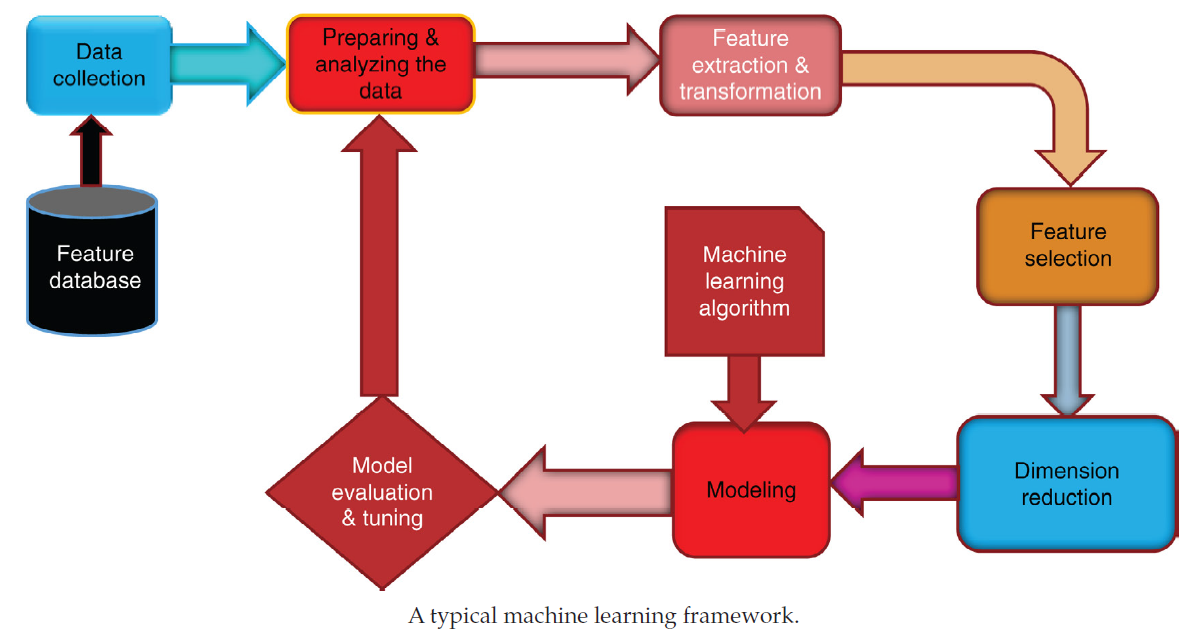 Data
collection
Preparing &
analyzing the
data
Feature
extraction &
transformation
Feature
database
Machine
learning
algorithm
Feature
selection
Model
evaluation
& tuning
Modeling
Dimension
reduction
A typical machine learning framework.